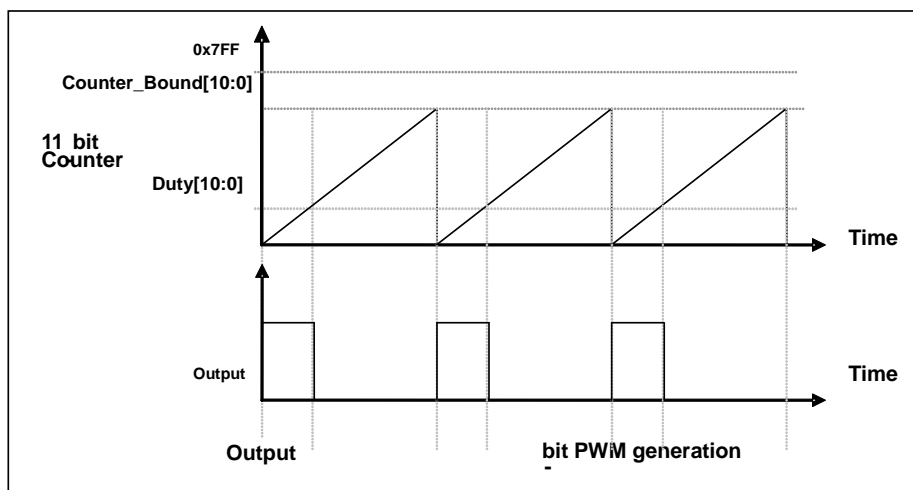 0x7FF
Counter_Bound[10:0]
11 bit
Counter
Duty[10:0]
Time
Output
Time
Output
bit PWM generation
-